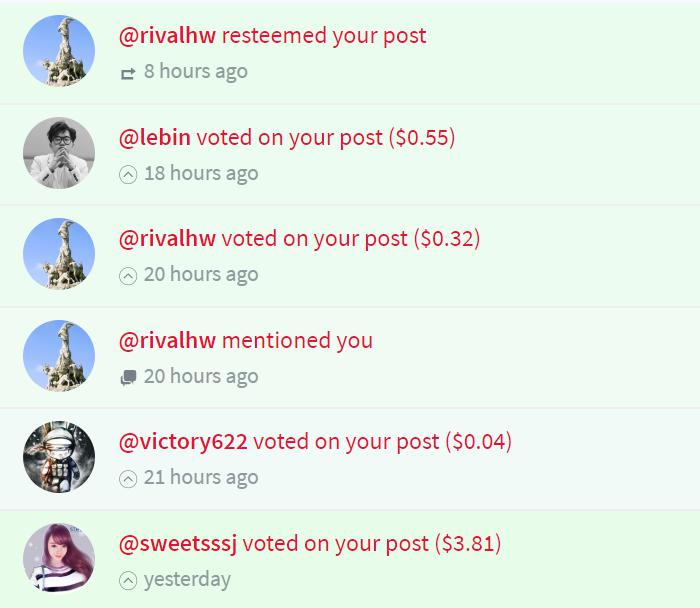 @rivalhw resteemed your post
8 hours ago
@lebin voted on your post ($0.55)
18 hours ago
@rivalhw voted on your post ($0.32)
20 hours ago
@rivalhw mentioned you
20 hours ago
@victory622 voted on your post ($0.04)
21 hours ago
@sweetsssj voted on your post ($3.81)
yesterday